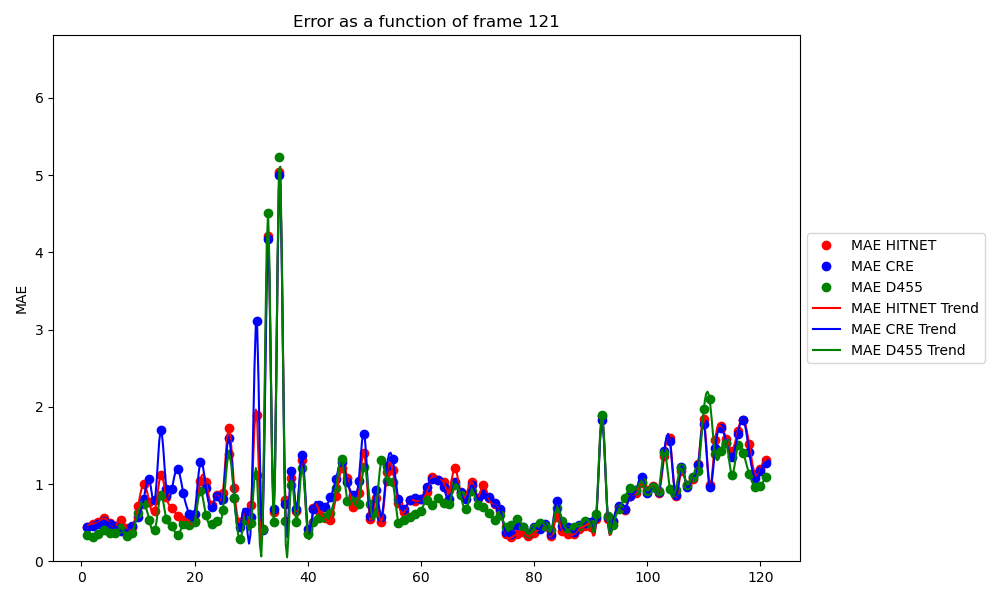 Error as a function of frame 121
MAE
6
5
4
3
2
1
0
0 20 40 60 80 100 120
MAE HITNET
MAE CRE
MAE D455
MAE HITNET Trend
MAE CRE Trend
MAE D455 Trend